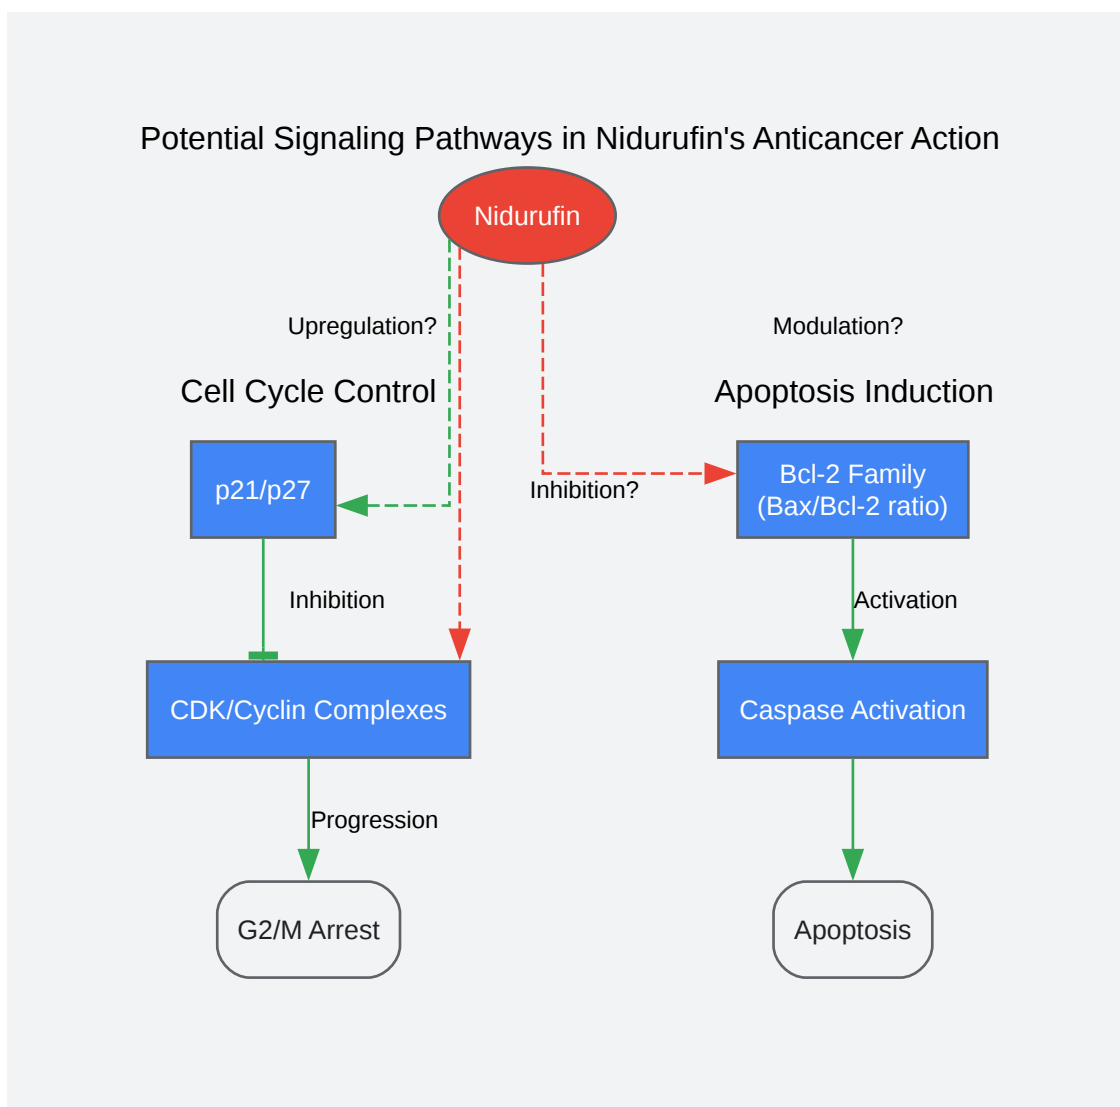 Potential Signaling Pathways in Nidurufin's Anticancer Action
Nidurufin
Upregulation?
Modulation?
Cell Cycle Control
Apoptosis Induction
p21/p27
Inhibition?
Bcl-2 Family
(Bax/Bcl-2 ratio)
Inhibition
Activation
CDK/Cyclin Complexes
Caspase Activation
Progression
G2/M Arrest
Apoptosis